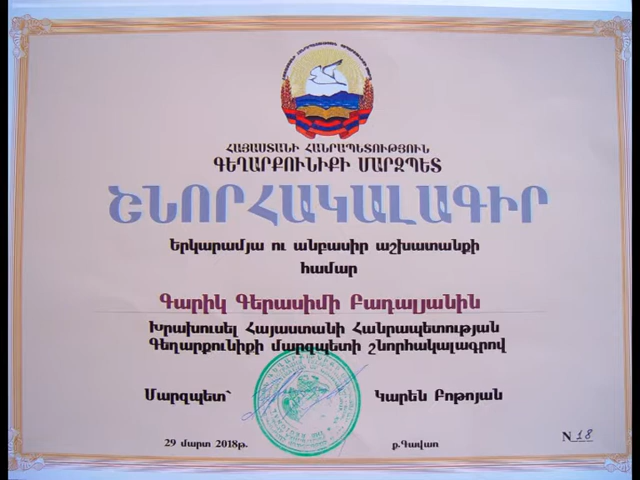 ՀԱՅԱՍՏԱՆԻ ՀԱՆՐԱՊԵՏՈՒԹՅՈՒՆ
ԳԵՂԱՐՔՈՒՆԻՔԻ ՄԱՐԶՊԵՏ
ՇՆՈՐՀԱԿԱԼԱԳԻՐ
Երկարամյա ու անբասիր աշխատանքի
համար
Գարիկ Գերասիմի Բադալյանին
Խրախուսել Հայաստանի Հանրապետության
Գեղարքունիքի մարզպետի շնորհակալագրով
Մարզպետ՝ Կարեն Բոթոյան
29 մարտ 2018թ. ք.Գավառ N 18